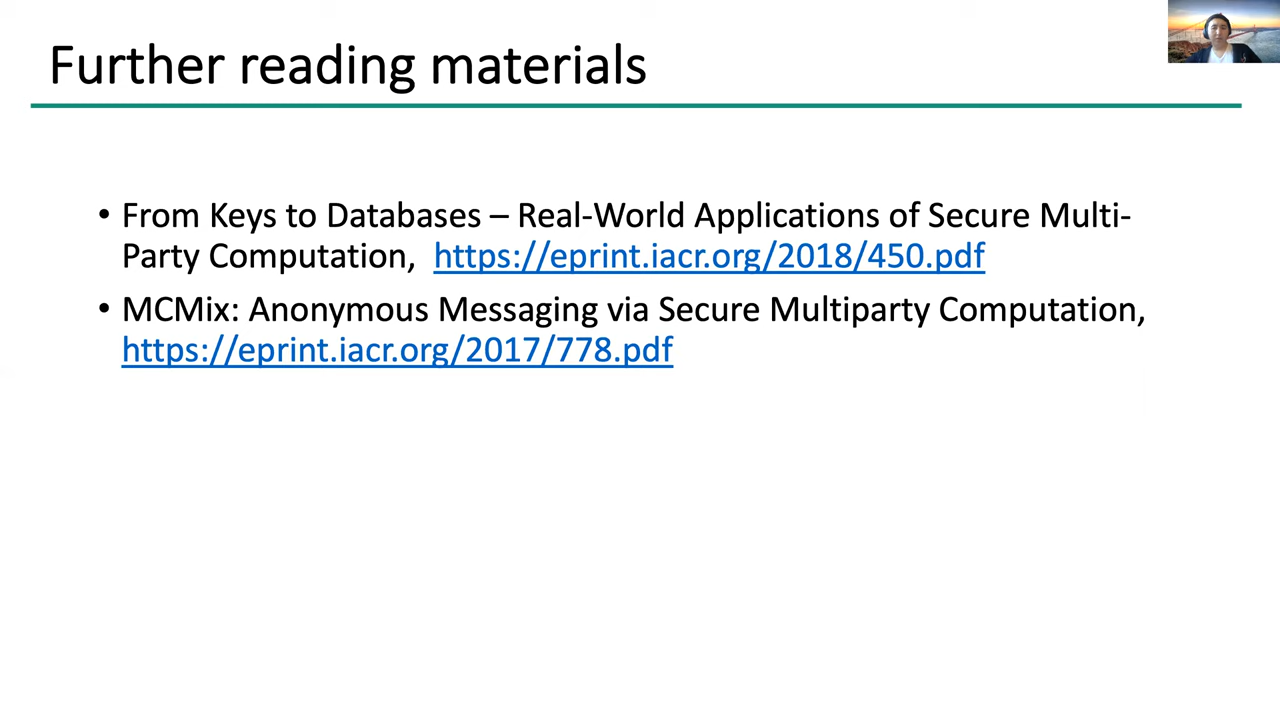 Further reading materials
• From Keys to Databases – Real-World Applications of Secure Multi-
Party Computation, https://eprint.iacr.org/2018/450.pdf
• MCMix: Anonymous Messaging via Secure Multiparty Computation,
https://eprint.iacr.org/2017/778.pdf